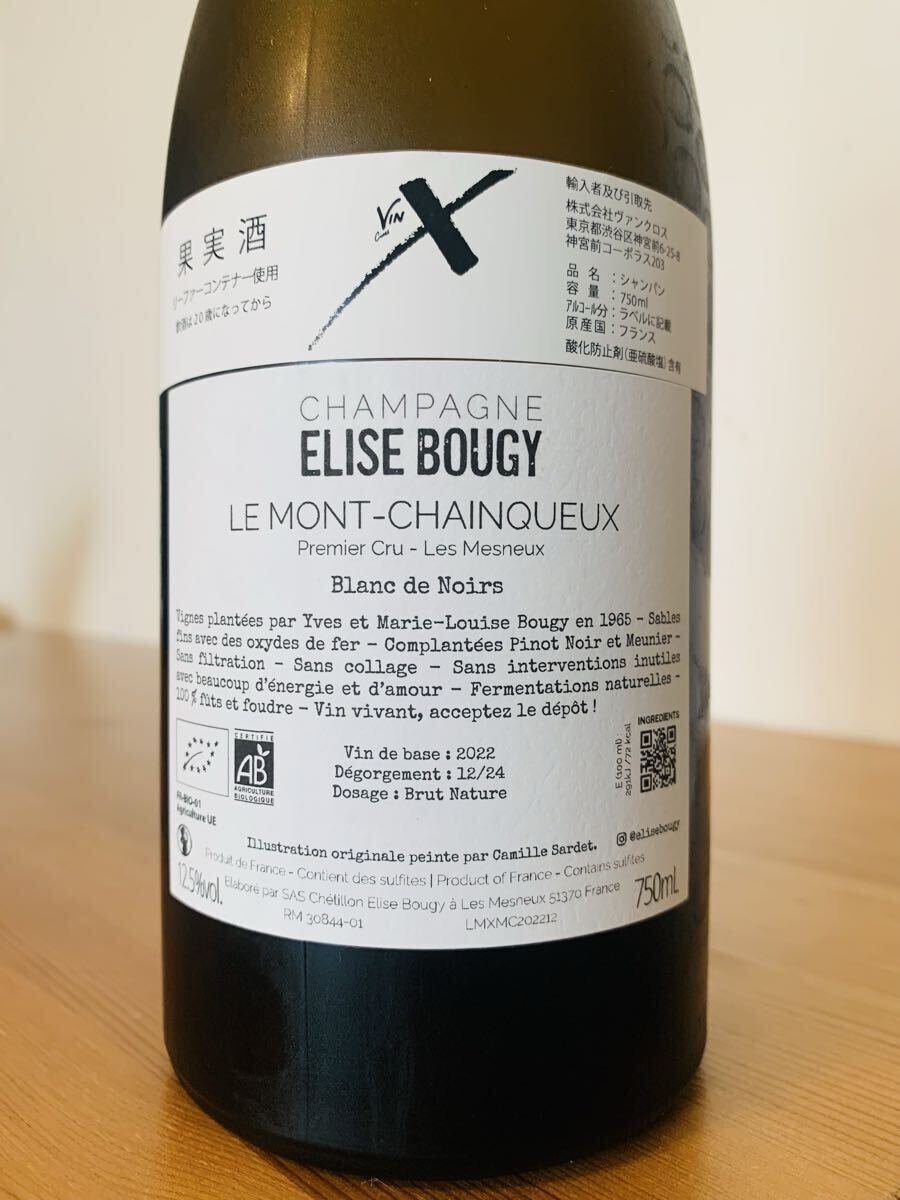 果実酒
リーファーコンテナー使用
飲酒は20歳になってから
VIN
輸入者及び引取先
株式会社ヴァンクロス
東京都渋谷区神宮前6-25-8
神宮前コーポラス203
品名：シャンパン
容量：750ml
アルコール分：ラベルに記載
原産国：フランス
酸化防止剤(亜硫酸塩)含有
CHAMPAGNE
ELISE BOUGY
LE MONT-CHAINQUEUX
Premier Cru - Les Mesneux
Blanc de Noirs
Vignes plantées par Yves et Marie-Louise Bougy en 1965 - Sables
fins avec des oxydes de fer - Complantées Pinot Noir et Meunier -
Sans filtration - Sans collage - Sans interventions inutiles
avec beaucoup d'énergie et d'amour - Fermentations naturelles -
100 % fûts et foudre - Vin vivant, acceptez le dépôt !
CERTIFIÉ
AB
AGRICULTURE
BIOLOGIQUE
FR-BIO-01
Agriculture UE
Vin de base : 2022
Dégorgement : 12/24
Dosage : Brut Nature
E (100 ml) :
291kJ / 72 kcal
INGREDIENTS
@elisebougy
Illustration originale peinte par Camille Sardet.
Produit de France - Contient des sulfites | Product of France - Contains sulfites
12.5%vol.
Elaboré par SAS Chétillon Elise Bougy à Les Mesneux 51370 France
750mL
RM 30844-01
LMXMC202212